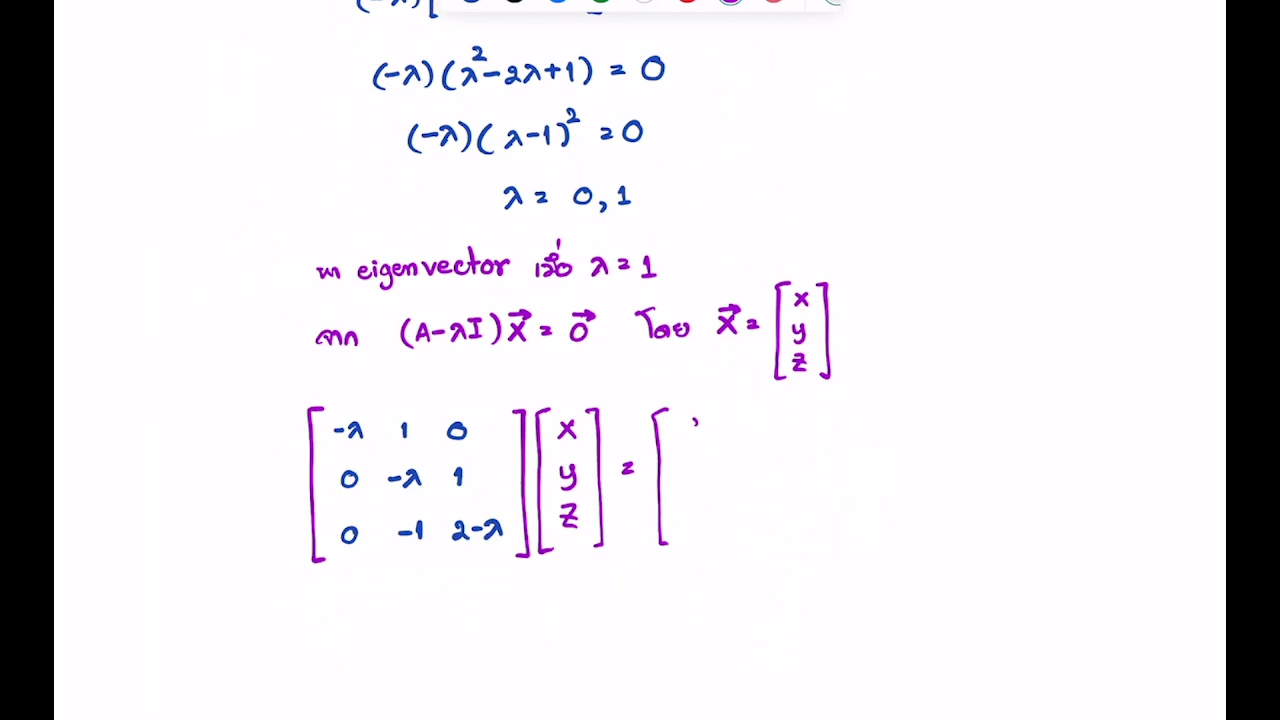 (-λ)[
(-λ)(λ²-2λ+1) = 0
(-λ)(λ-1)² = 0
λ = 0, 1
หา eigenvector เมื่อ λ = 1
จาก (A-λI)X⃗ = 0⃗ โดย X⃗ = [x y z]
[-λ 1 0] [x] = [
[0 -λ 1] [y]
[0 -1 2-λ] [z]